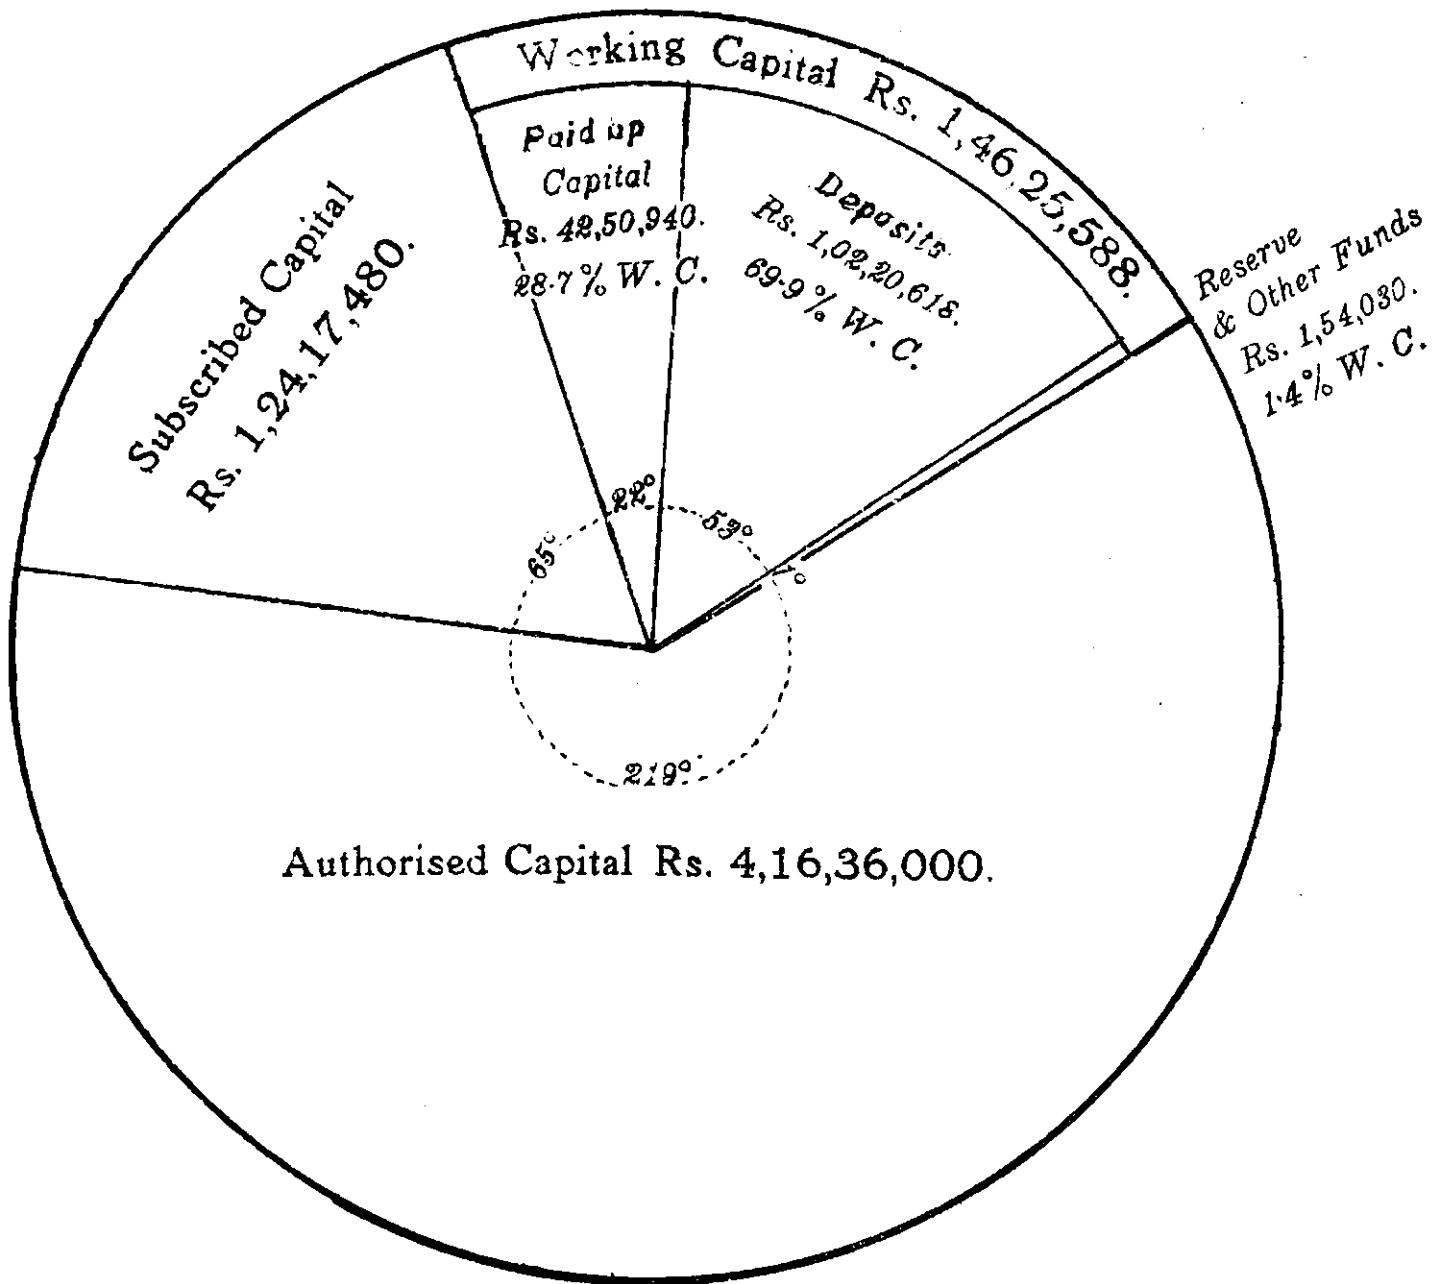 Working Capital Rs. 1,46,25,588.
Subscribed Capital
Rs. 1,24,17,480.
Paid up
Capital
Rs. 42,50,940.
28·7% W. C.
Deposits
Rs. 1,02,20,618.
69·9% W. C.
Reserve
& Other Funds
Rs. 1,54,030.
1·4% W. C.
65°
22°
53°
1°
219°
Authorised Capital Rs. 4,16,36,000.